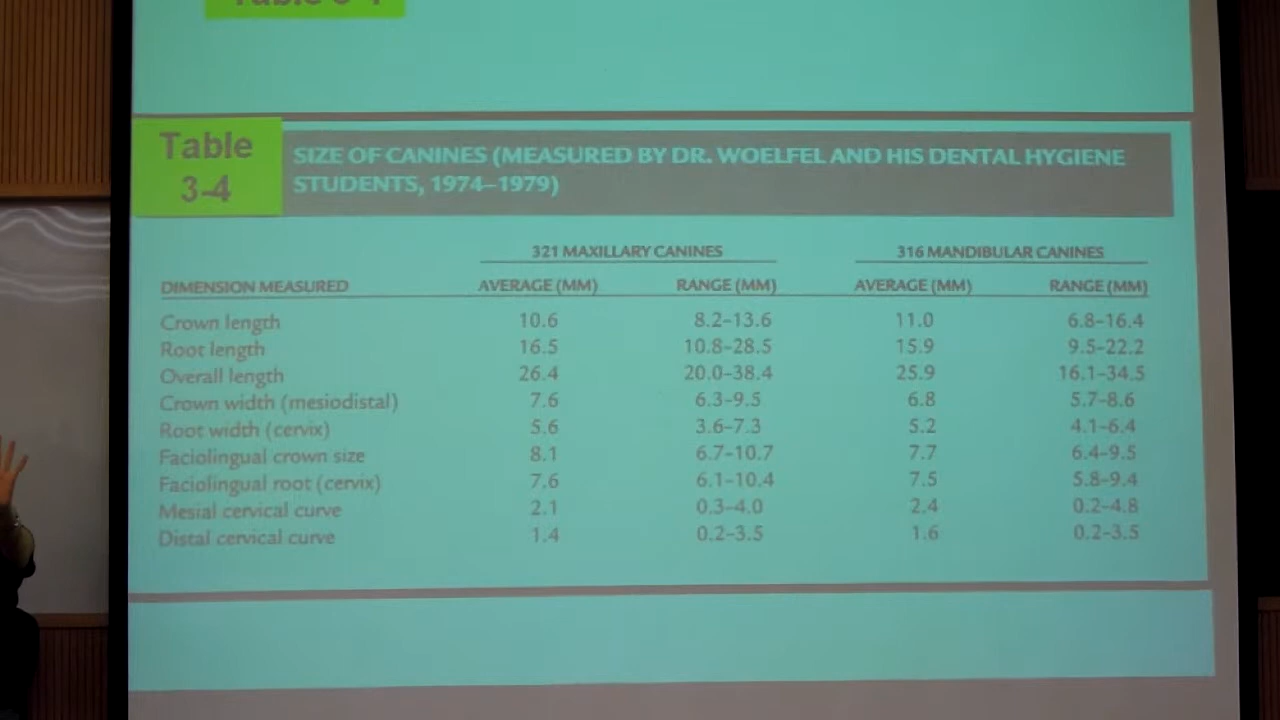 Table
3-4
SIZE OF CANINES (MEASURED BY DR. WOELFEL AND HIS DENTAL HYGIENE
STUDENTS, 1974–1979)
321 MAXILLARY CANINES 316 MANDIBULAR CANINES
DIMENSION MEASURED AVERAGE (MM) RANGE (MM) AVERAGE (MM) RANGE (MM)
Crown length 10.6 8.2–13.6 11.0 6.8–16.4
Root length 16.5 10.8–28.5 15.9 9.5–22.2
Overall length 26.4 20.0–38.4 25.9 16.1–34.5
Crown width (mesiodistal) 7.6 6.3–9.5 6.8 5.7–8.6
Root width (cervix) 5.6 3.6–7.3 5.2 4.1–6.4
Faciolingual crown size 8.1 6.7–10.7 7.7 6.4–9.5
Faciolingual root (cervix) 7.6 6.1–10.4 7.5 5.8–9.4
Mesial cervical curve 2.1 0.3–4.0 2.4 0.2–4.8
Distal cervical curve 1.4 0.2–3.5 1.6 0.2–3.5